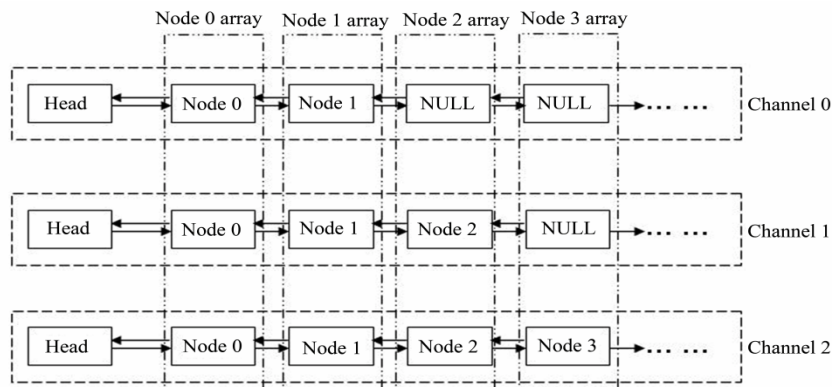 Node 0 array Node 1 array Node 2 array Node 3 array
Head Node 0 Node 1 NULL NULL ... ... Channel 0
Head Node 0 Node 1 Node 2 NULL ... ... Channel 1
Head Node 0 Node 1 Node 2 Node 3 ... ... Channel 2